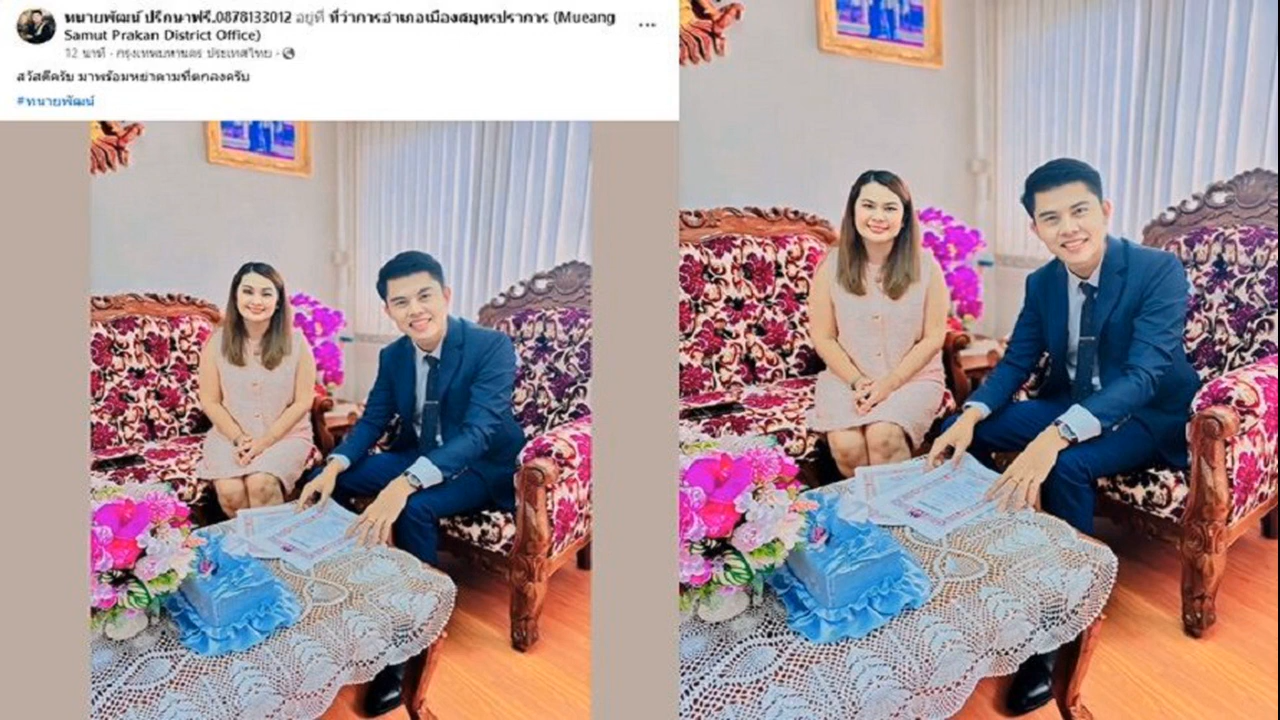 ทนายพัฒน์ ปรึกษาฟรี.0878133012 อยู่ที่ ที่ว่าการอำเภอเมืองสมุทรปราการ (Mueang
Samut Prakan District Office)
12 นาที · กรุงเทพมหานคร ประเทศไทย ·
สวัสดีครับ มาพร้อมหย่าตามที่ตกลงครับ
#ทนายพัฒน์